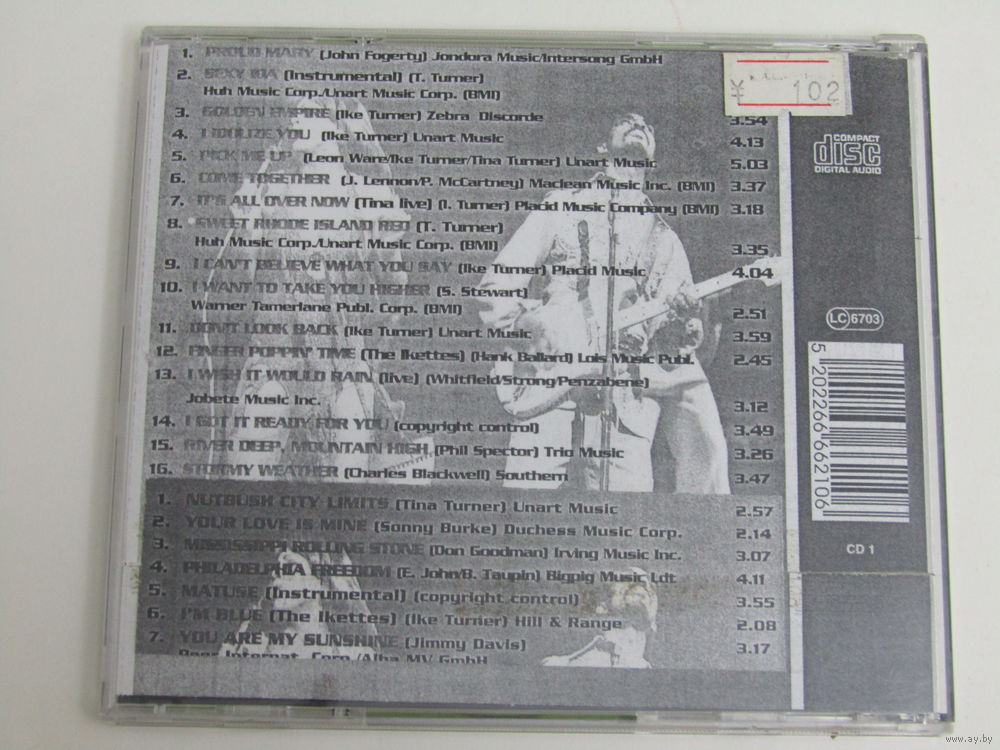 1. PROUD MARY (John Fogerty) Jondora Music/Intersong GmbH
2. SEXY IDA (Instrumental) (T. Turner)
Huh Music Corp./Unart Music Corp. (BMI)
3. GOLDEN EMPIRE (Ike Turner) Zebra Discorde 3.54
4. I IDOLIZE YOU (Ike Turner) Unart Music 4.13
5. PICK ME UP (Leon Ware/Ike Turner/Tina Turner) Unart Music 5.03
6. COME TOGETHER (J. Lennon/P. McCartney) Maclean Music Inc. (BMI) 3.37
7. IT'S ALL OVER NOW (Tina live) (I. Turner) Placid Music Company (BMI) 3.18
8. SWEET RHODE ISLAND RED (T. Turner)
Huh Music Corp./Unart Music Corp. (BMI) 3.35
9. I CAN'T BELIEVE WHAT YOU SAY (Ike Turner) Placid Music 4.04
10. I WANT TO TAKE YOU HIGHER (S. Stewart)
Warner Tamerlane Publ. Corp. (BMI) 2.51
11. DON'T LOOK BACK (Ike Turner) Unart Music 3.59
12. FINGER POPPIN' TIME (The Ikettes) (Hank Ballard) Lois Music Publ. 2.45
13. I WISH IT WOULD RAIN (live) (Whitfield/Strong/Penzabene)
Jobete Music Inc. 3.12
14. I GOT IT READY FOR YOU (copyright control) 3.49
15. RIVER DEEP, MOUNTAIN HIGH (Phil Spector) Trio Music 3.26
16. STORMY WEATHER (Charles Blackwell) Southern 3.47
1. NUTBUSH CITY LIMITS (Tina Turner) Unart Music 2.57
2. YOUR LOVE IS MINE (Sonny Burke) Duchess Music Corp. 2.14
3. MISSISSIPPI ROLLING STONE (Don Goodman) Irving Music Inc. 3.07
4. PHILADELPHIA FREEDOM (E. John/B. Taupin) Bigpig Music Ldt 4.11
5. MATUSE (Instrumental) (copyright control) 3.55
6. I'M BLUE (The Ikettes) (Ike Turrier) Hill & Range 2.08
7. YOU ARE MY SUNSHINE (Jimmy Davis) 3.17
Peer Internat. Corp./Alba MV GmbH
¥ 102
COMPACT
disc
DIGITAL AUDIO
LC 6703
5 202266 662106
CD 1
www.ay.by